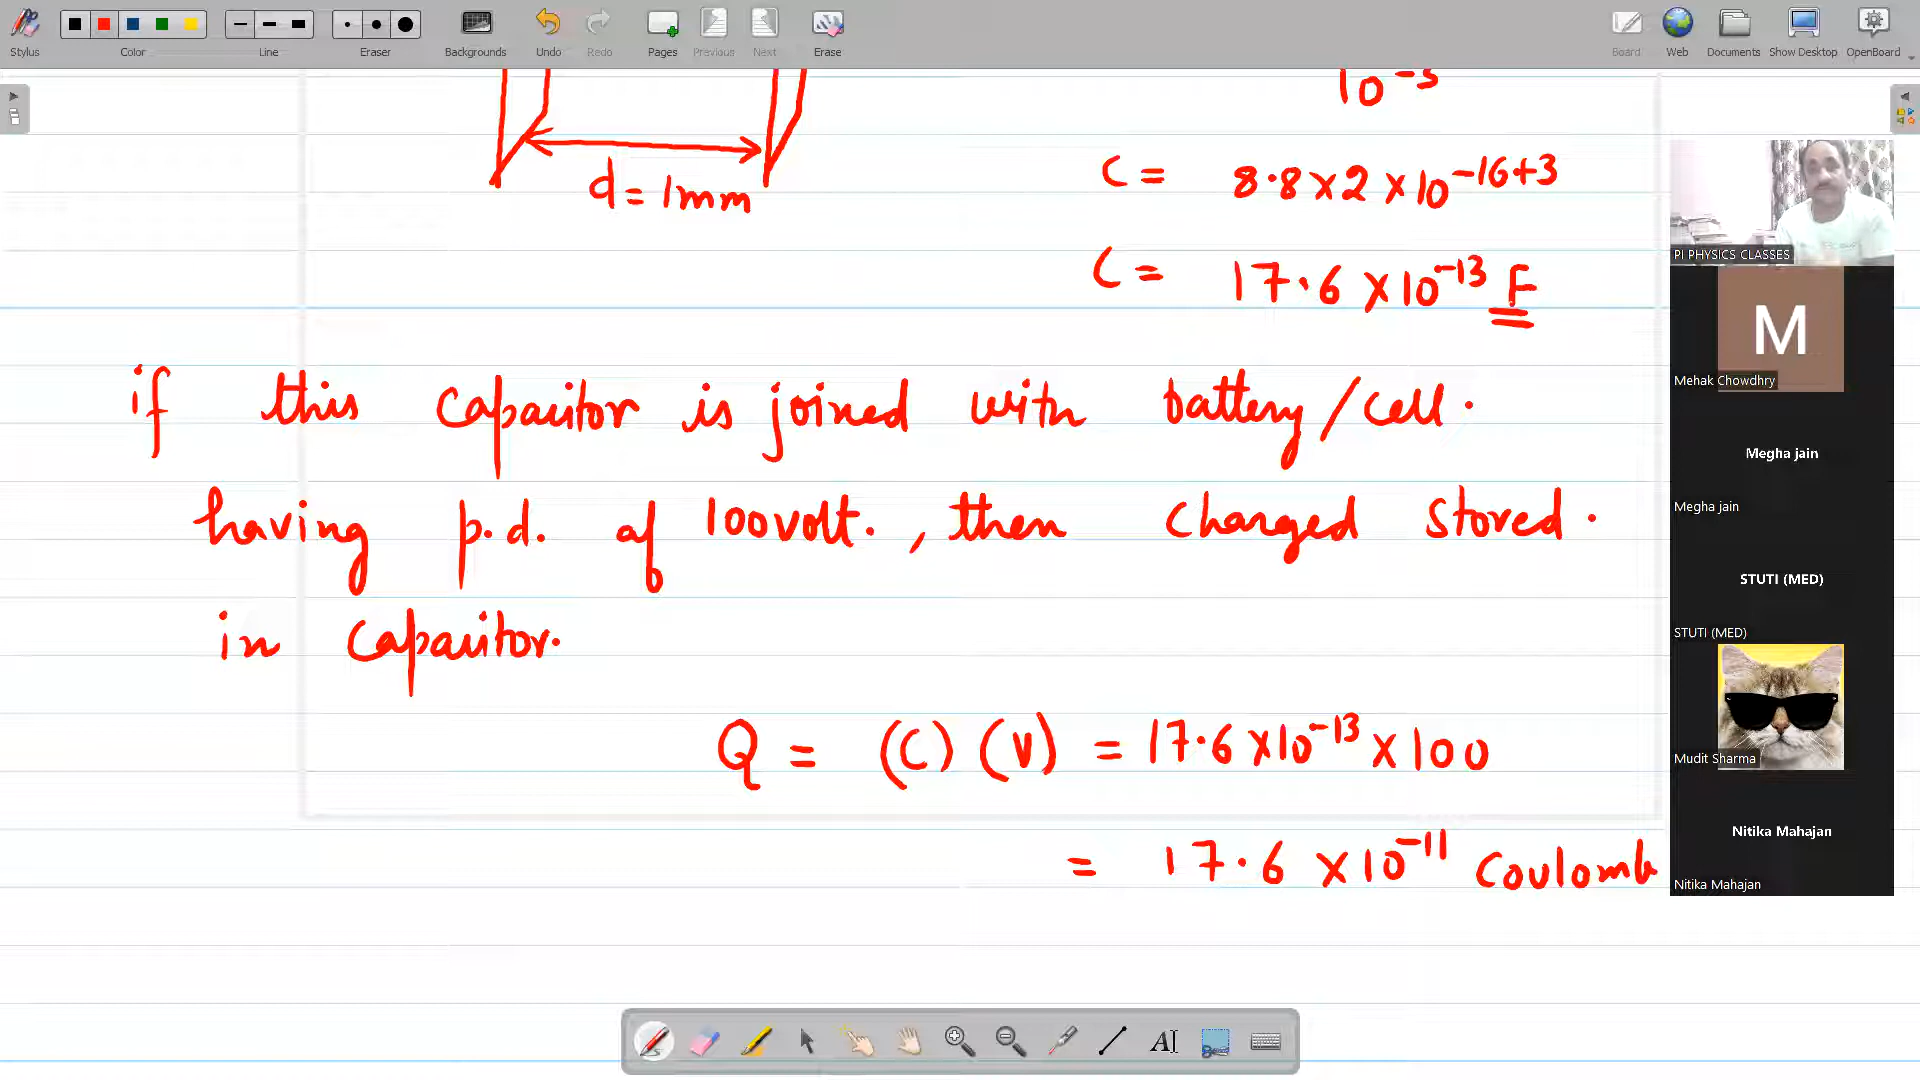 Stylus
Color
Line
Eraser
Backgrounds
Undo
Redo
Pages
Previous
Next
Erase
Board
Web
Documents
Show Desktop
OpenBoard
10⁻³
d = 1mm
C = 8.8 x 2 x 10⁻¹⁶⁺³
C = 17.6 x 10⁻¹³ F
if this capacitor is joined with battery/cell.
having p.d. of 100volt. , then charged stored.
in capacitor.
Q = (C) (V) = 17.6 x 10⁻¹³ x 100
= 17.6 x 10⁻¹¹ Coulomb
PI PHYSICS CLASSES
M
Mehak Chowdhry
Megha jain
Megha jain
STUTI (MED)
STUTI (MED)
Mudit Sharma
Nitika Mahajan
Nitika Mahajan